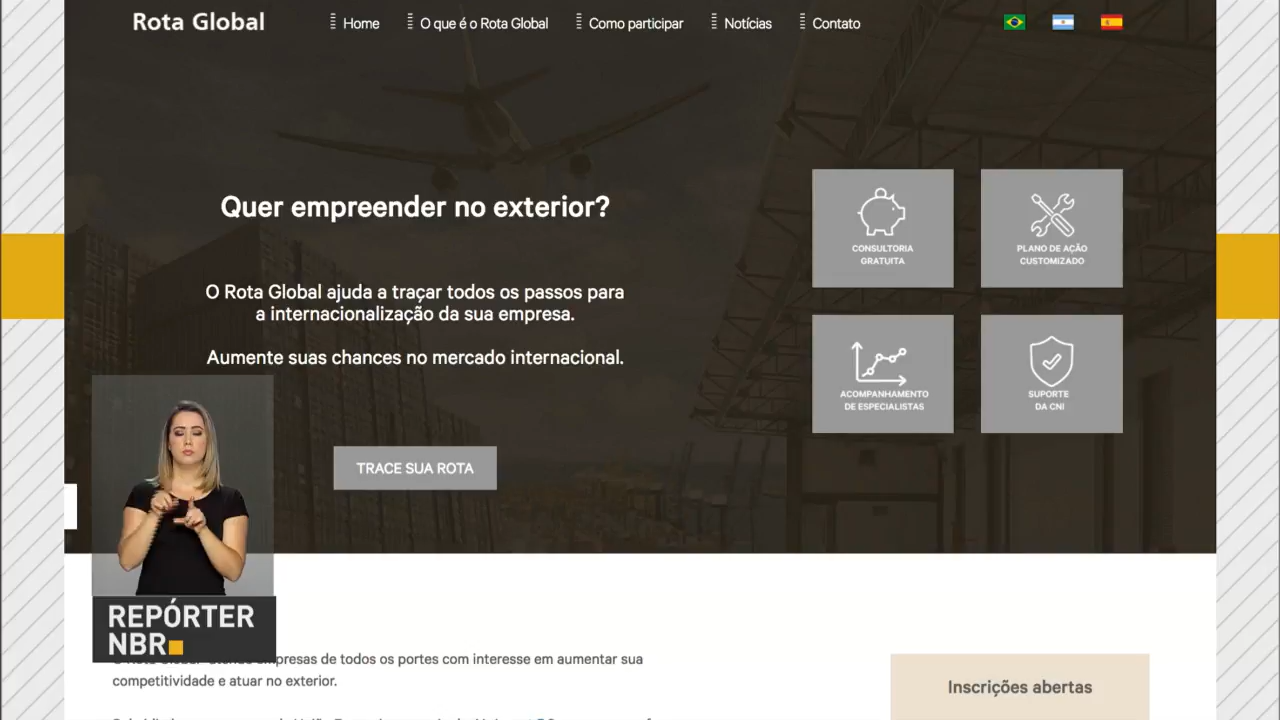 Rota Global
Home
O que é o Rota Global
Como participar
Notícias
Contato
Quer empreender no exterior?
O Rota Global ajuda a traçar todos os passos para
a internacionalização da sua empresa.
Aumente suas chances no mercado internacional.
TRACE SUA ROTA
CONSULTORIA
GRATUITA
PLANO DE AÇÃO
CUSTOMIZADO
ACOMPANHAMENTO
DE ESPECIALISTAS
SUPORTE
DA CNI
REPÓRTER
NBR
empresas de todos os portes com interesse em aumentar sua
competitividade e atuar no exterior.
Inscrições abertas